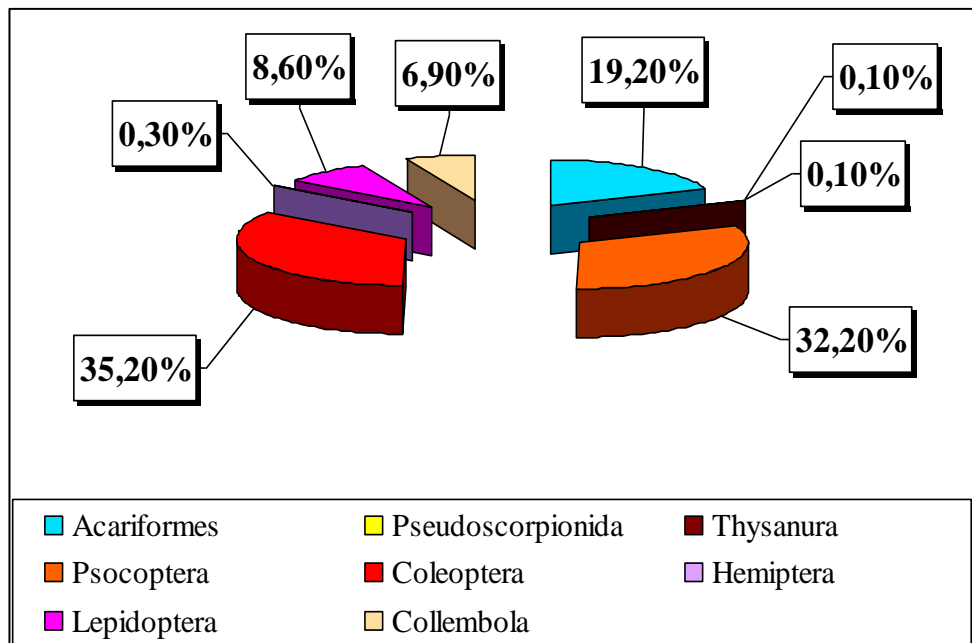 8,60%
6,90%
19,20%
0,10%
0,30%
0,10%
35,20%
32,20%
Acariformes
Pseudoscorpionida
Thysanura
Psocoptera
Coleoptera
Hemiptera
Lepidoptera
Collembola